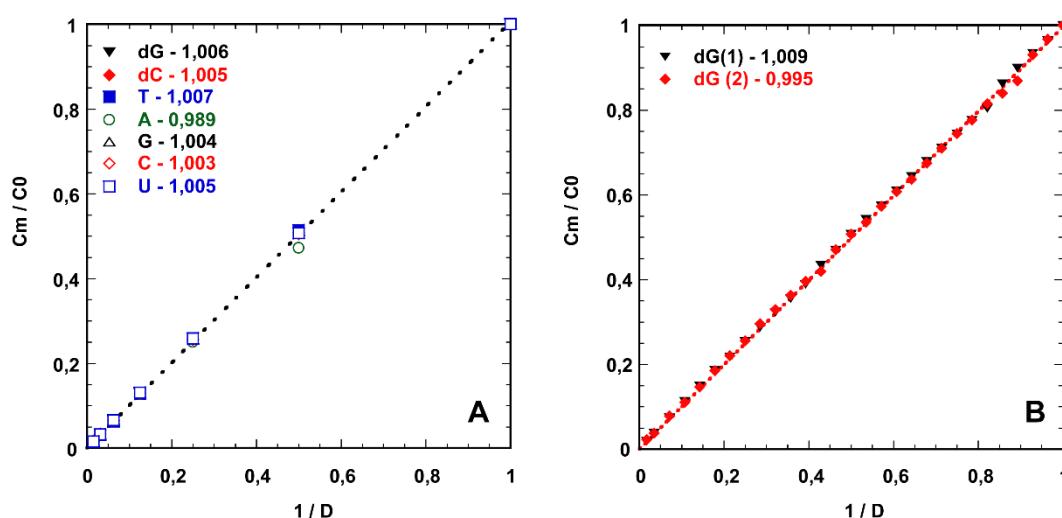 dG - 1,006
dC - 1,005
T - 1,007
A - 0,989
G - 1,004
C - 1,003
U - 1,005
Cm / C0
1
0,8
0,6
0,4
0,2
0
A
0
0,2
0,4
0,6
0,8
1
1 / D
dG(1) - 1,009
dG (2) - 0,995
Cm / C0
1
0,8
0,6
0,4
0,2
0
B
0
0,2
0,4
0,6
0,8
1
1 / D